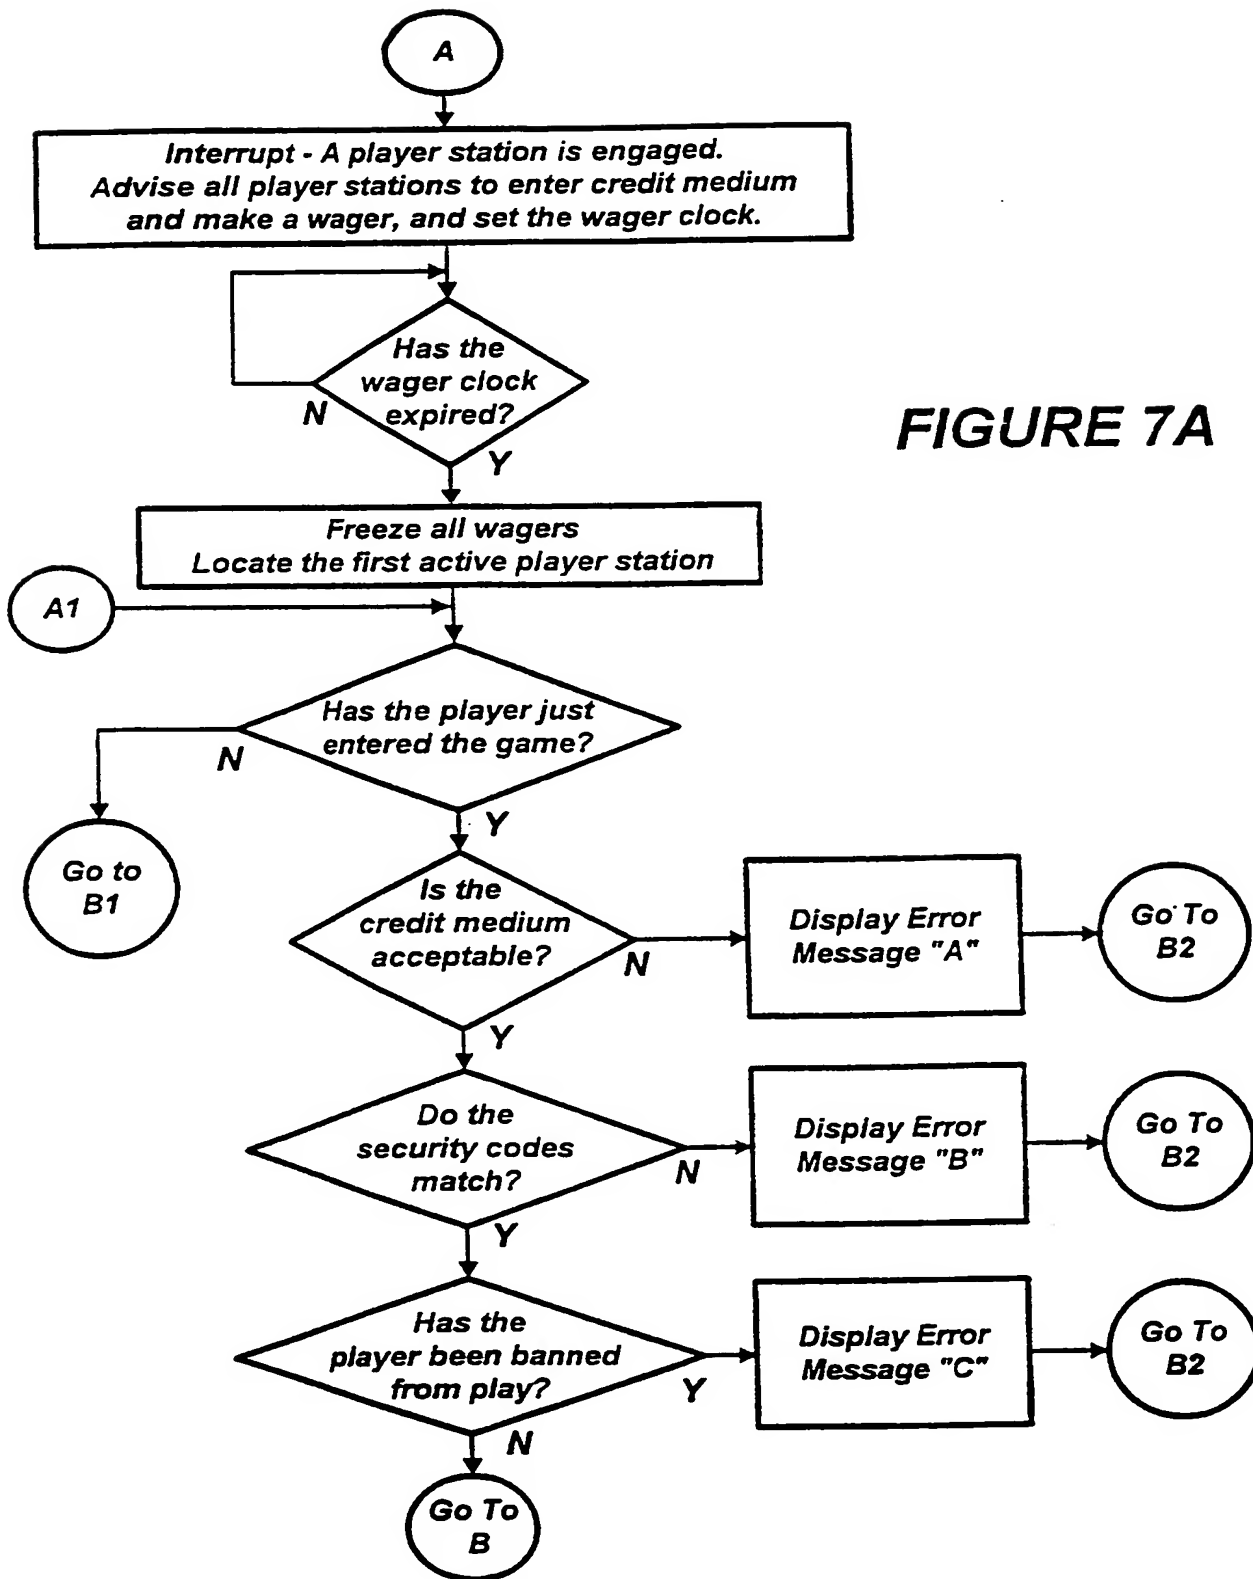 A
Interrupt - A player station is engaged.
Advise all player stations to enter credit medium
and make a wager, and set the wager clock.
Has the
wager clock
expired?
N
Y
FIGURE 7A
Freeze all wagers
Locate the first active player station
A1
Has the player just
entered the game?
N
Y
Go to
B1
Is the
credit medium
acceptable?
N
Y
Display Error
Message "A"
Go To
B2
Do the
security codes
match?
N
Y
Display Error
Message "B"
Go To
B2
Has the
player been banned
from play?
Y
N
Display Error
Message "C"
Go To
B2
Go To
B